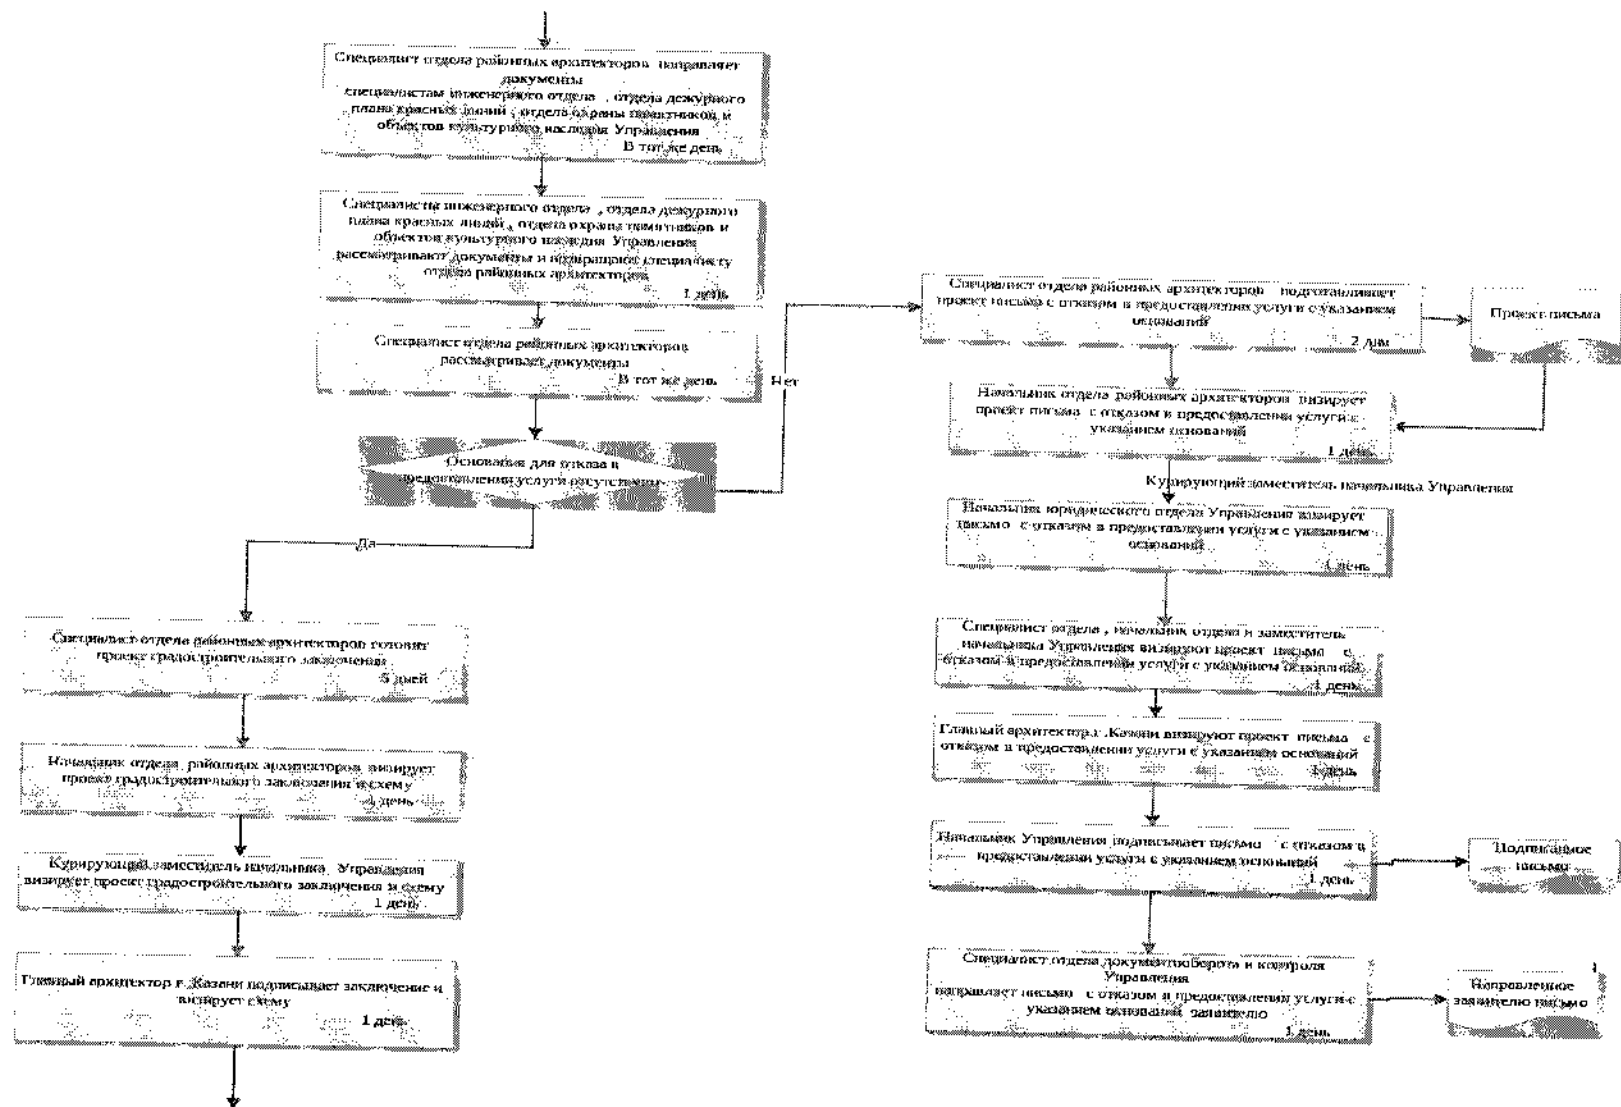 Специалист отдела районных архитекторов направляет
документы
специалистам инженерного отдела , отдела дежурного
плана красных линий , отдела охраны памятников и
объектов культурного наследия Управления
В тот же день
Специалисты инженерного отдела , отдела дежурного
плана красных линий , отдела охраны памятников и
объектов культурного наследия Управления
рассматривают документы и возвращают специалисту
отдела районных архитекторов
1 день
Специалист отдела районных архитекторов
рассматривает документы
В тот же день
Нет
Основания для отказа в
предоставлении услуги отсутствуют
Да
Специалист отдела районных архитекторов готовит
проект градостроительного заключения
5 дней
Начальник отдела районных архитекторов визирует
проект градостроительного заключения и схему
1 день
Курирующий заместитель начальника Управления
визирует проект градостроительного заключения и схему
1 день
Главный архитектор г. Казани подписывает заключение и
визирует схему
1 день
Специалист отдела районных архитекторов подготавливает
проект письма с отказом в предоставлении услуги с указанием
оснований
2 дня
Проект письма
Начальник отдела районных архитекторов визирует
проект письма с отказом в предоставлении услуги с
указанием оснований
1 день
Курирующий заместитель начальника Управления
Начальник юридического отдела Управления визирует
письмо с отказом в предоставлении услуги с указанием
оснований
1 день
Специалист отдела , начальник отдела и заместитель
начальника Управления визируют проект письма с
отказом в предоставлении услуги с указанием оснований
1 день
Главный архитектор г .Казани визируют проект письма с
отказом в предоставлении услуги с указанием оснований
1 день
Начальник Управления подписывает письмо с отказом в
предоставлении услуги с указанием оснований
1 день
Подписанное
письмо
Специалист отдела документооборота и контроля
Управления
направляет письмо с отказом в предоставлении услуги с
указанием оснований заявителю
1 день
Направленное
заявителю письмо